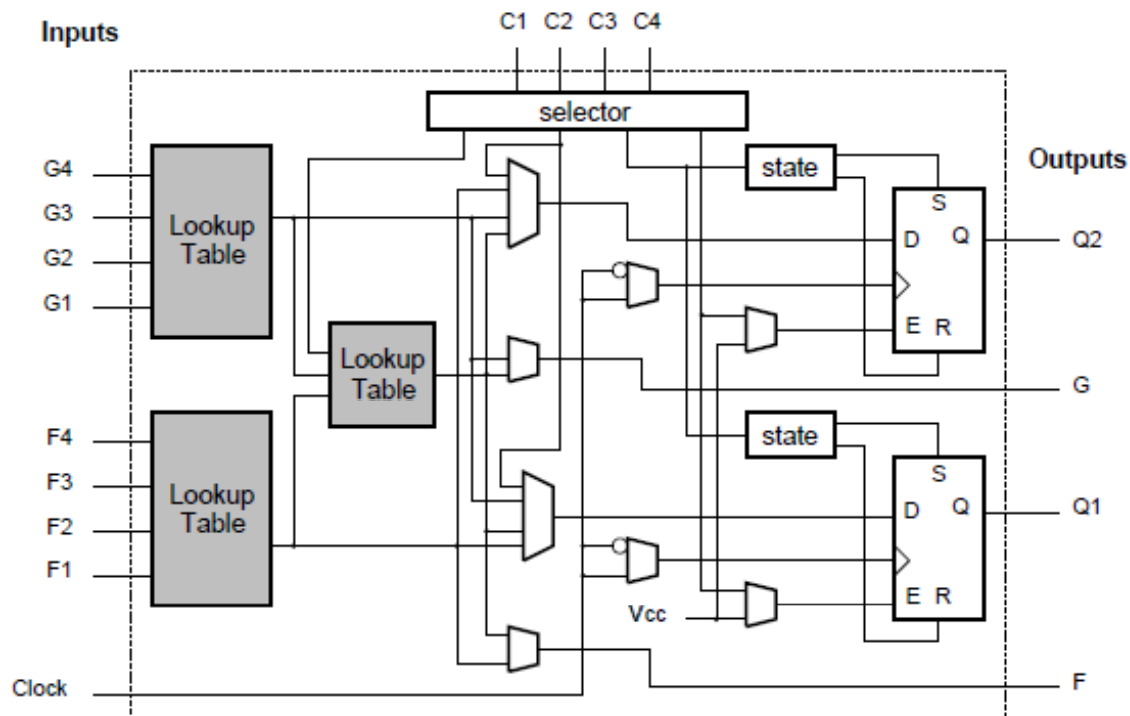 Inputs
C1 C2 C3 C4
selector
G4
G3
G2
G1
Lookup
Table
state
Outputs
S
D Q
E R
Q2
Lookup
Table
G
F4
F3
F2
F1
Lookup
Table
state
S
D Q
E R
Q1
Vcc
Clock
F